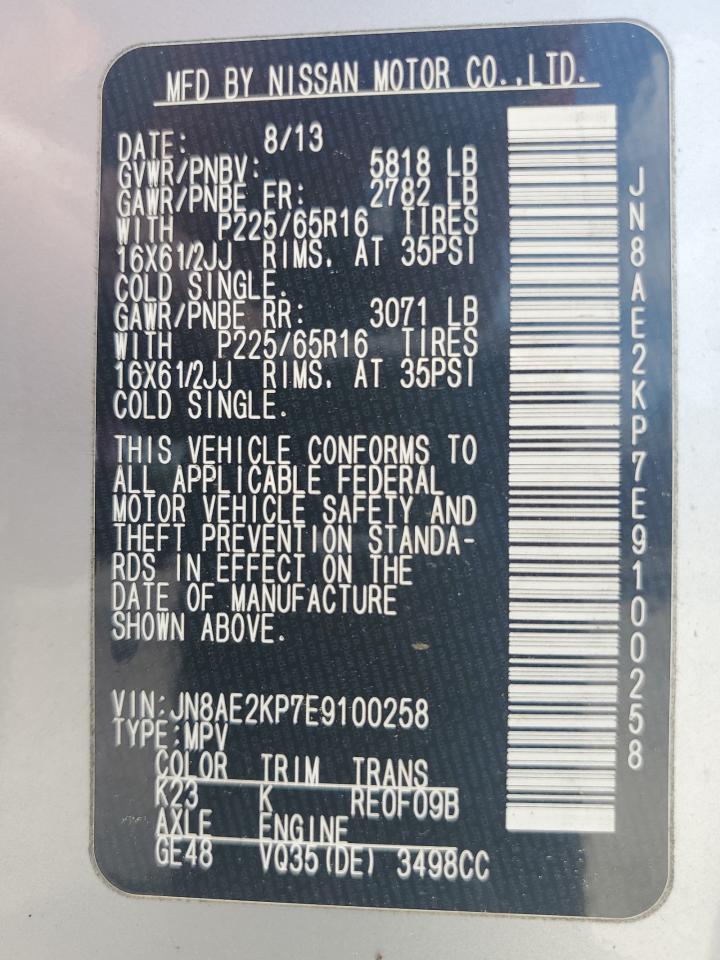 MFD BY NISSAN MOTOR CO.,LTD.
DATE: 8/13
GVWR/PNBV: 5818 LB
GAWR/PNBE FR: 2782 LB
WITH P225/65R16 TIRES
16X61/2JJ RIMS. AT 35PSI
COLD SINGLE.
GAWR/PNBE RR: 3071 LB
WITH P225/65R16 TIRES
16X61/2JJ RIMS. AT 35PSI
COLD SINGLE.
THIS VEHICLE CONFORMS TO
ALL APPLICABLE FEDERAL
MOTOR VEHICLE SAFETY AND
THEFT PREVENTION STANDA-
RDS IN EFFECT ON THE
DATE OF MANUFACTURE
SHOWN ABOVE.
VIN:JN8AE2KP7E9100258
TYPE:MPV
COLOR TRIM TRANS
K23 K RE0F09B
AXLE ENGINE
GE48 VQ35(DE) 3498CC
JN8AE2KP7E9100258